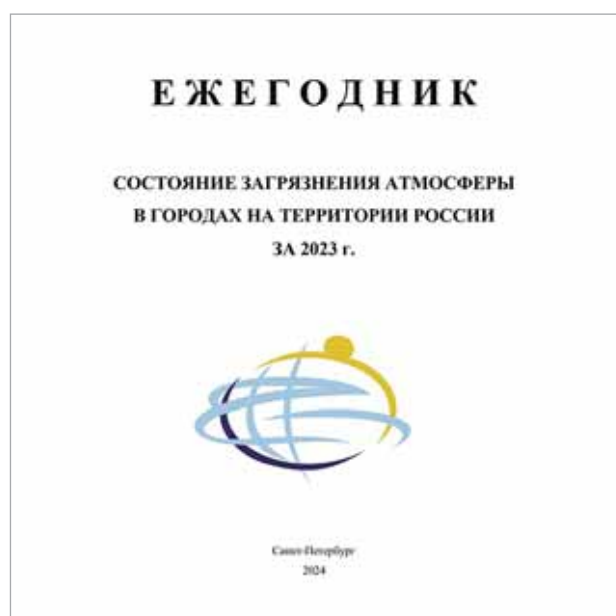 ЕЖЕГОДНИК
СОСТОЯНИЕ ЗАГРЯЗНЕНИЯ АТМОСФЕРЫ
В ГОРОДАХ НА ТЕРРИТОРИИ РОССИИ
ЗА 2023 г.
Санкт-Петербург
2024